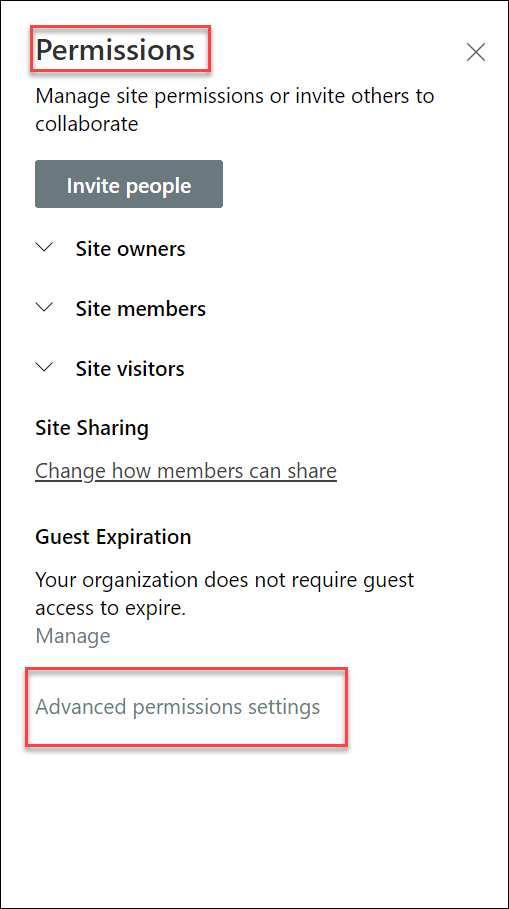 Permissions
Manage site permissions or invite others to
collaborate
Invite people
Site owners
Site members
Site visitors
Site Sharing
Change how members can share
Guest Expiration
Your organization does not require guest
access to expire.
Manage
Advanced permissions settings